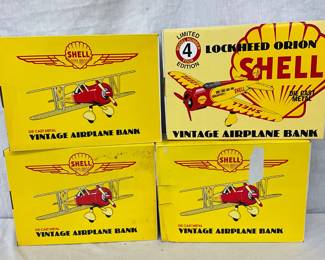 SHELL
DIE CAST METAL
VINTAGE AIRPLANE BANK
LIMITED
4
EDITION
LOCKHEED ORION
SHELL
SHELL
DIE CAST
METAL
VINTAGE AIRPLANE BANK
SHELL
DIE CAST METAL
VINTAGE AIRPLANE BANK
SHELL
DIE CAST METAL
VINTAGE AIRPLANE BANK